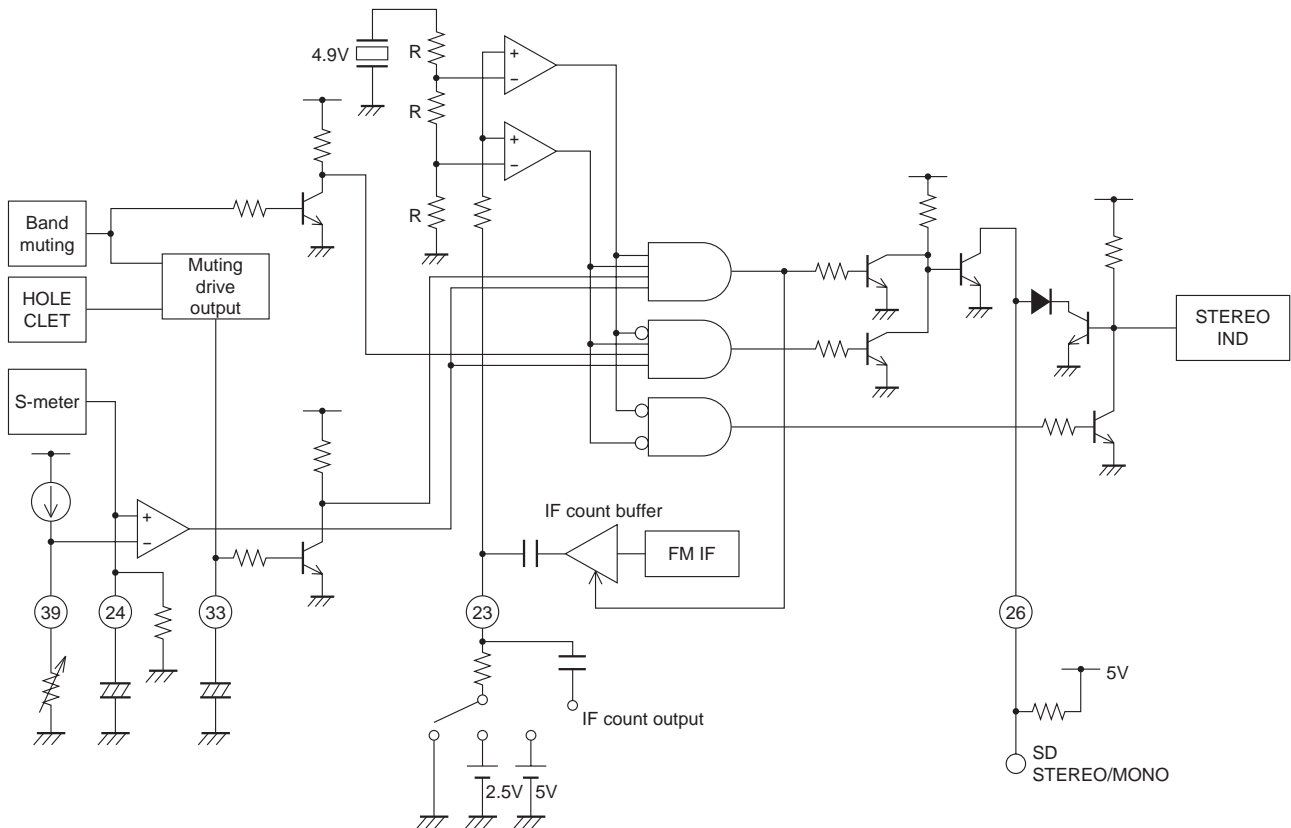 4.9V
R
+
−
R
+
−
R
Band
muting
Muting
drive
output
HOLE
CLET
STEREO
IND
S-meter
+
−
IF count buffer
FM IF
39
24
33
23
26
5V
IF count output
2.5V
5V
SD
STEREO/MONO